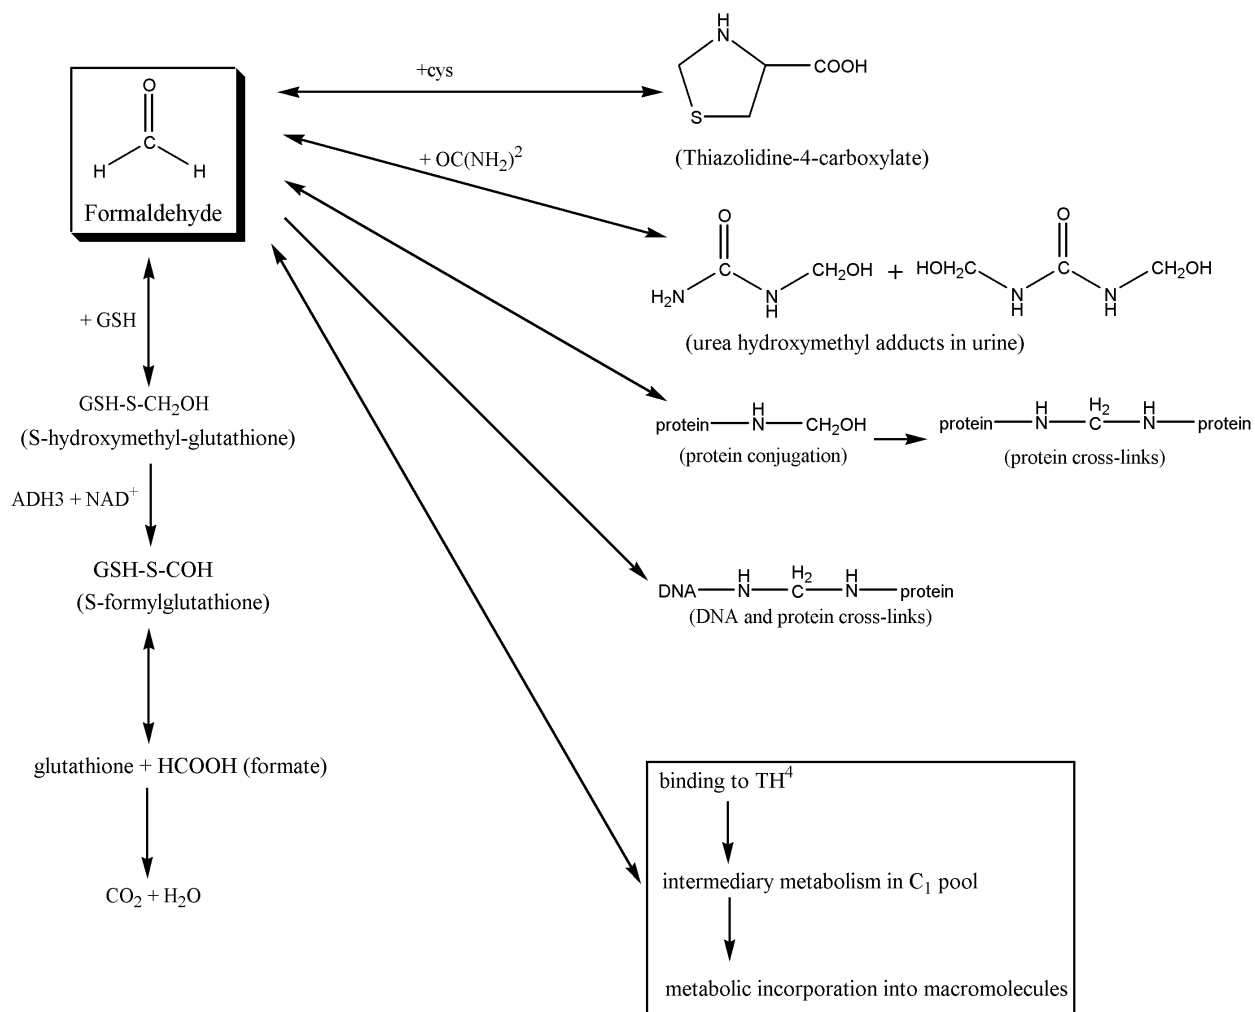 O
C
H H
Formaldehyde
+cys
H
N
COOH
S
(Thiazolidine-4-carboxylate)
+ OC(NH₂)²
O
H₂N
N
H
CH₂OH
+
O
HOH₂C
N
H
N
H
CH₂OH
(urea hydroxymethyl adducts in urine)
protein
H
N
CH₂OH
(protein conjugation)
protein
H
N
H₂
C
H
N
protein
(protein cross-links)
DNA
H
N
H₂
C
H
N
protein
(DNA and protein cross-links)
+ GSH
GSH-S-CH₂OH
(S-hydroxymethyl-glutathione)
ADH3 + NAD⁺
GSH-S-COH
(S-formylglutathione)
glutathione + HCOOH (formate)
CO₂ + H₂O
binding to TH⁴
intermediary metabolism in C₁ pool
metabolic incorporation into macromolecules